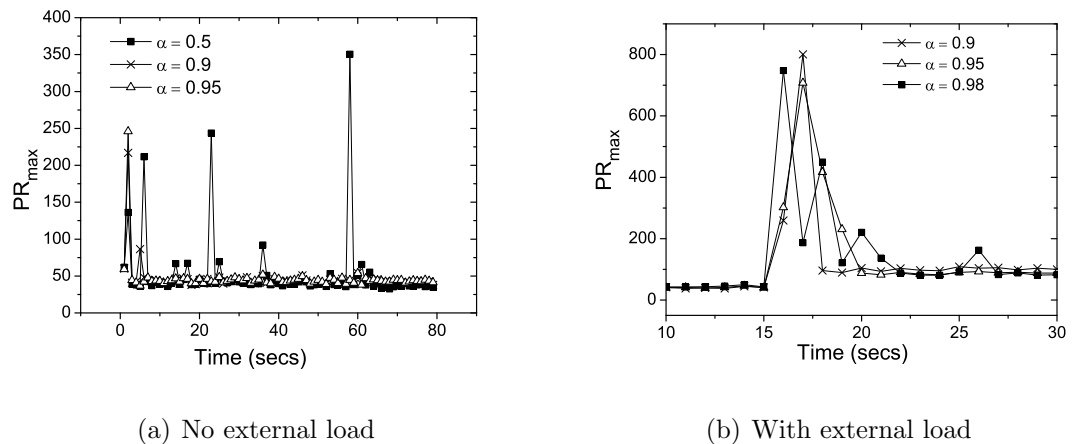 400
350
300
250
200
150
100
50
0
PRmax
α = 0.5
α = 0.9
α = 0.95
0 20 40 60 80
Time (secs)
(a) No external load
800
600
400
200
0
PRmax
α = 0.9
α = 0.95
α = 0.98
10 15 20 25 30
Time (secs)
(b) With external load